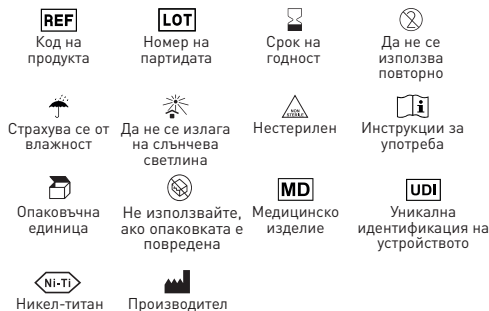 REF
LOT
2
Код на
продукта
Номер на
партидата
Срок на
годност
Да не се
използва
повторно
NON
STERILE
i
Страхува се от
влажност
Да не се излага
на слънчева
светлина
Нестерилен
Инструкции за
употреба
MD
UDI
Опаковъчна
единица
Не използвайте,
ако опаковката е
повредена
Медицинско
изделие
Уникална
идентификация на
устройството
Ni-Ti
Никел-титан
Производител